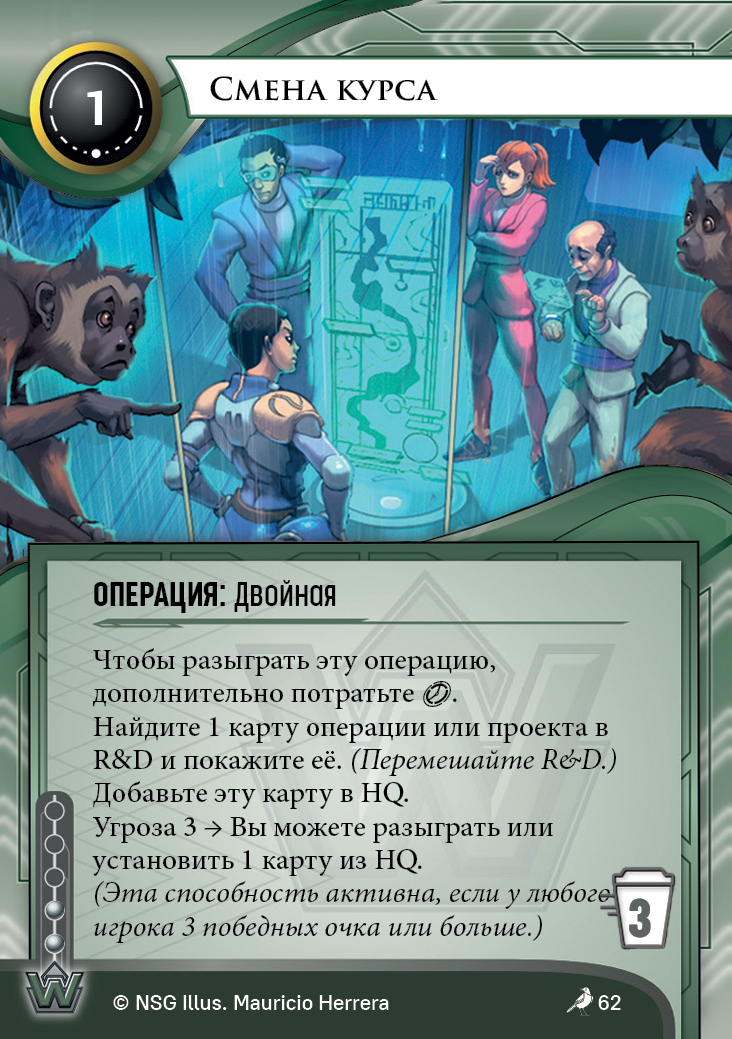 1
Смена курса
ОПЕРАЦИЯ: Двойная
Чтобы разыграть эту операцию,
дополнительно потратьте .
Найдите 1 карту операции или проекта в
R&D и покажите её. (Перемешайте R&D.)
Добавьте эту карту в HQ.
Угроза 3 → Вы можете разыграть или
установить 1 карту из HQ.
(Эта способность активна, если у любого
игрока 3 победных очка или больше.)
3
© NSG Illus. Mauricio Herrera
62